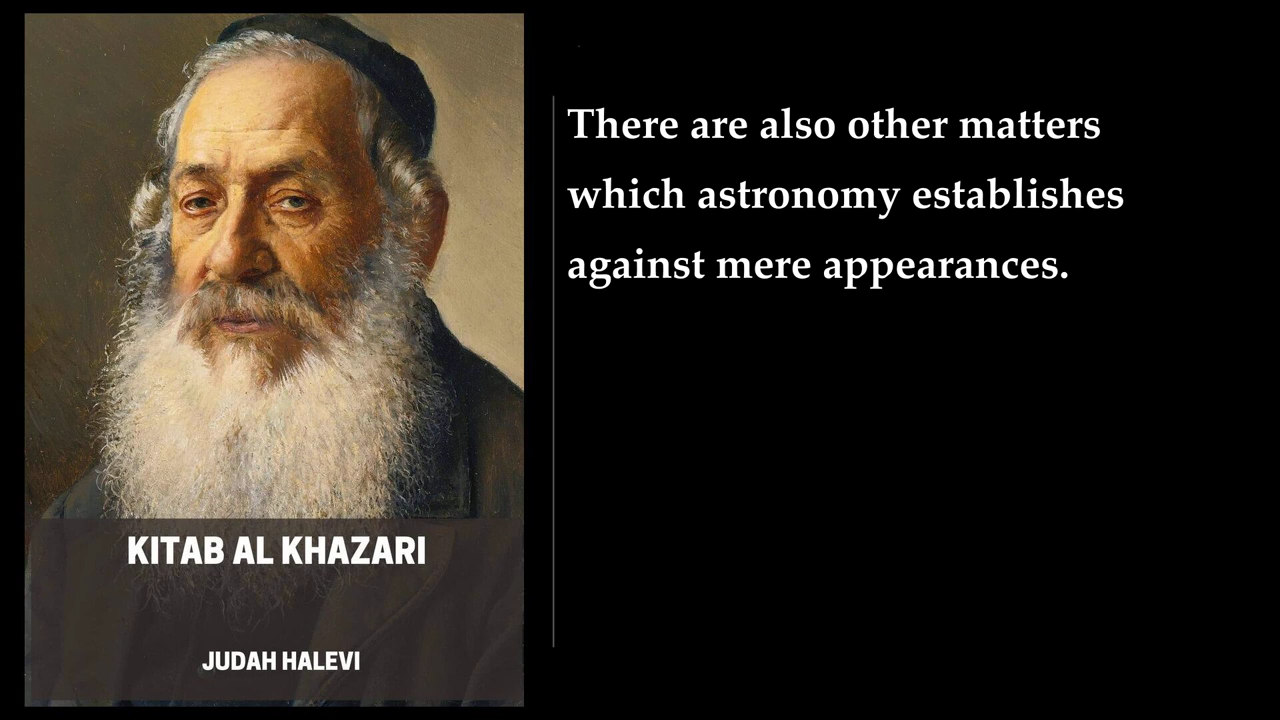 There are also other matters
which astronomy establishes
against mere appearances.
KITAB AL KHAZARI
JUDAH HALEVI